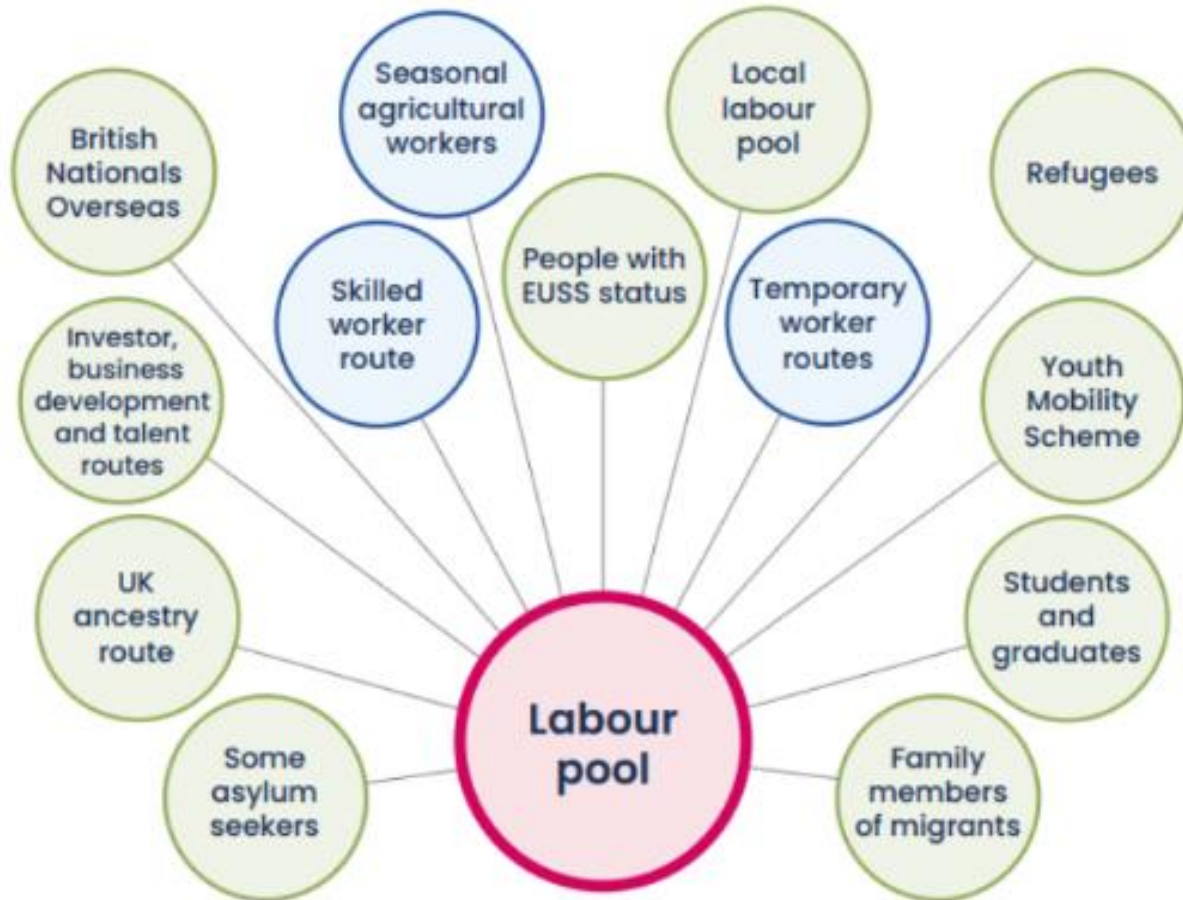 Seasonal
agricultural
workers
Local
labour
pool
British
Nationals
Overseas
Refugees
People with
EUSS status
Skilled
worker
route
Temporary
worker
routes
Investor,
business
development
and talent
routes
Youth
Mobility
Scheme
UK
ancestry
route
Students
and
graduates
Labour
pool
Some
asylum
seekers
Family
members
of migrants